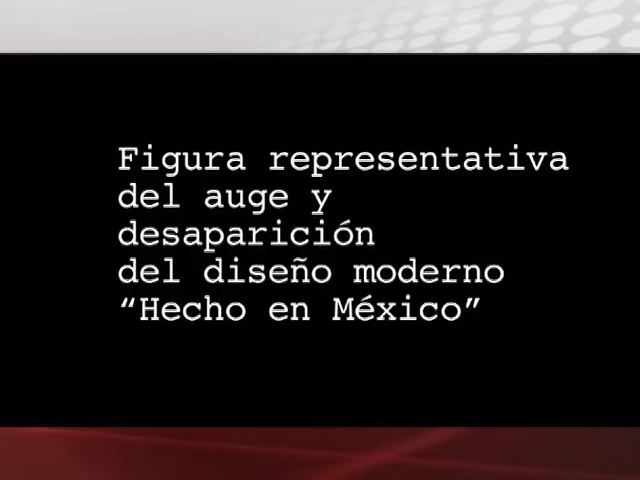 Figura representativa
del auge y
desaparición
del diseño moderno
“Hecho en México”